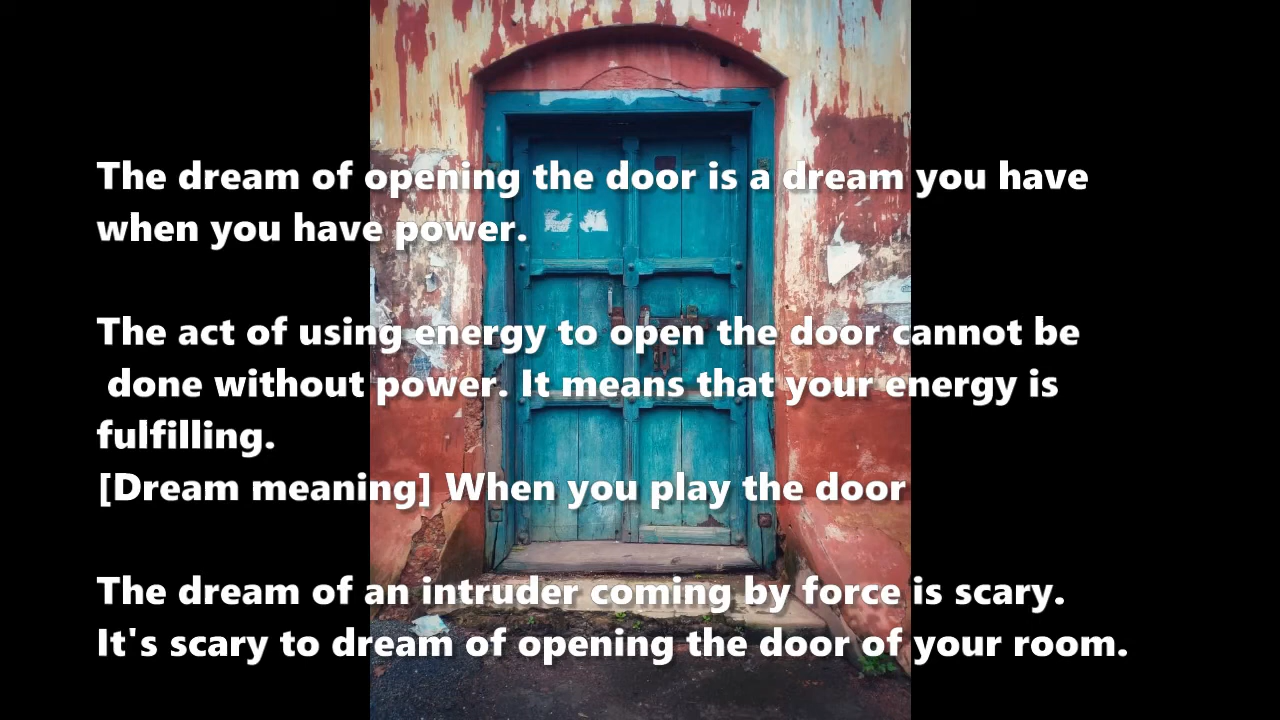 The dream of opening the door is a dream you have
when you have power.
The act of using energy to open the door cannot be
done without power. It means that your energy is
fulfilling.
[Dream meaning] When you play the door
The dream of an intruder coming by force is scary.
It's scary to dream of opening the door of your room.